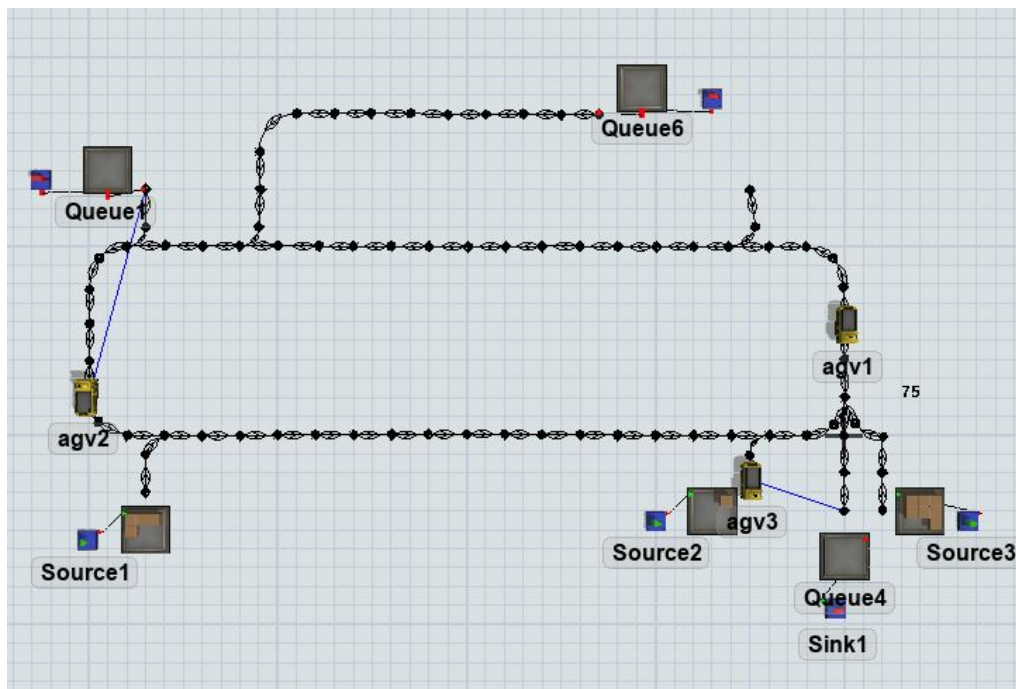 Queue6
Queue1
agv1
75
agv2
agv3
Source2
Source3
Source1
Queue4
Sink1